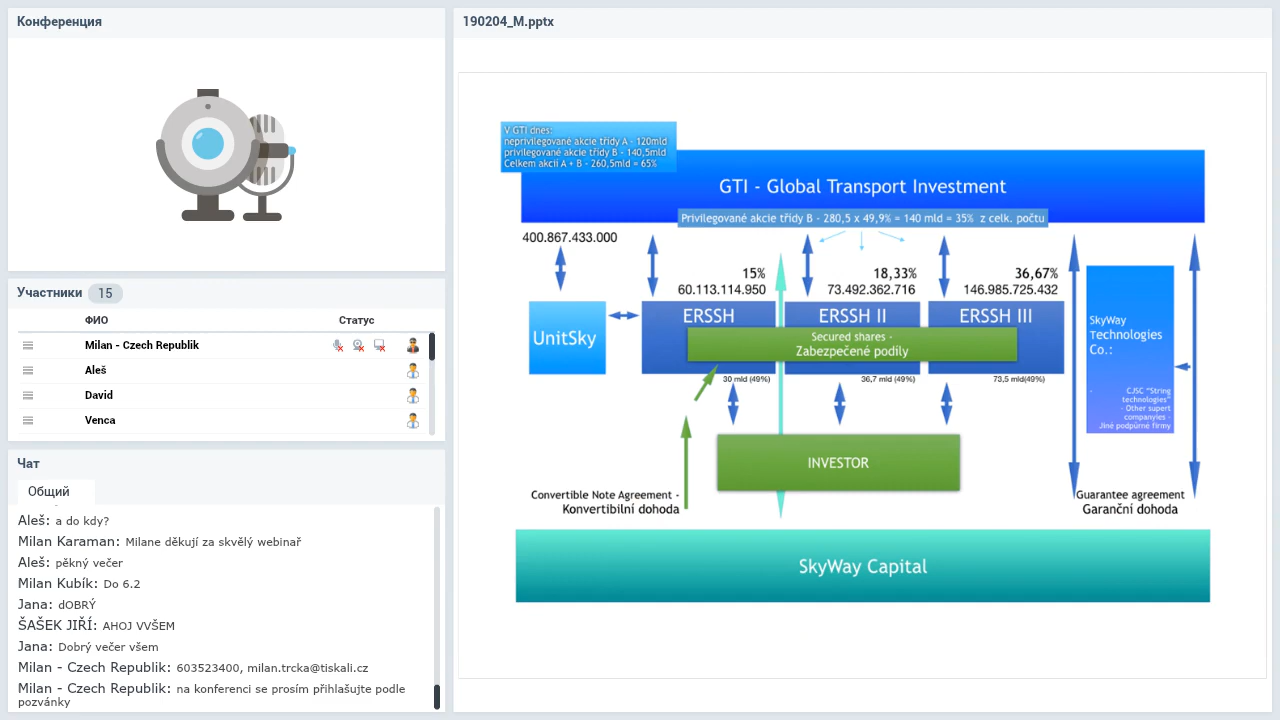 Конференция
Участники 15
ФИО Статус
Milan - Czech Republik
Aleš
David
Venca
Чат
Общий
Aleš: a do kdy?
Milan Karaman: Milane děkují za skvělý webinař
Aleš: pěkný večer
Milan Kubík: Do 6.2
Jana: dOBRÝ
ŠAŠEK JIŘÍ: AHOJ VVŠEM
Jana: Dobrý večer všem
Milan - Czech Republik: 603523400, milan.trcka@tiskali.cz
Milan - Czech Republik: na konferenci se prosím přihlašujte podle
pozvánky
190204_M.pptx
V GTI dnes:
neprivilegované akcie třídy A - 120mld
privilegované akcie třídy B - 140,5mld
Celkem akcií A + B - 260,5mld = 65%
GTI - Global Transport Investment
Privilegované akcie třídy B - 280,5 x 49,9% = 140 mld = 35% z celk. počtu
400.867.433.000
15%
60.113.114.950
18,33%
73.492.362.716
36,67%
146.985.725.432
UnitSky
ERSSH
ERSSH II
ERSSH III
Secured shares -
Zabezpečené podíly
30 mld (49%)
36,7 mld (49%)
73,5 mld(49%)
SkyWay
Technologies
Co.:
- CJSC "String
technologies"
- Other supert
companyies -
Jiné podpůrné firmy
INVESTOR
Convertible Note Agreement -
Konvertibilní dohoda
Guarantee agreement
Garanční dohoda
SkyWay Capital